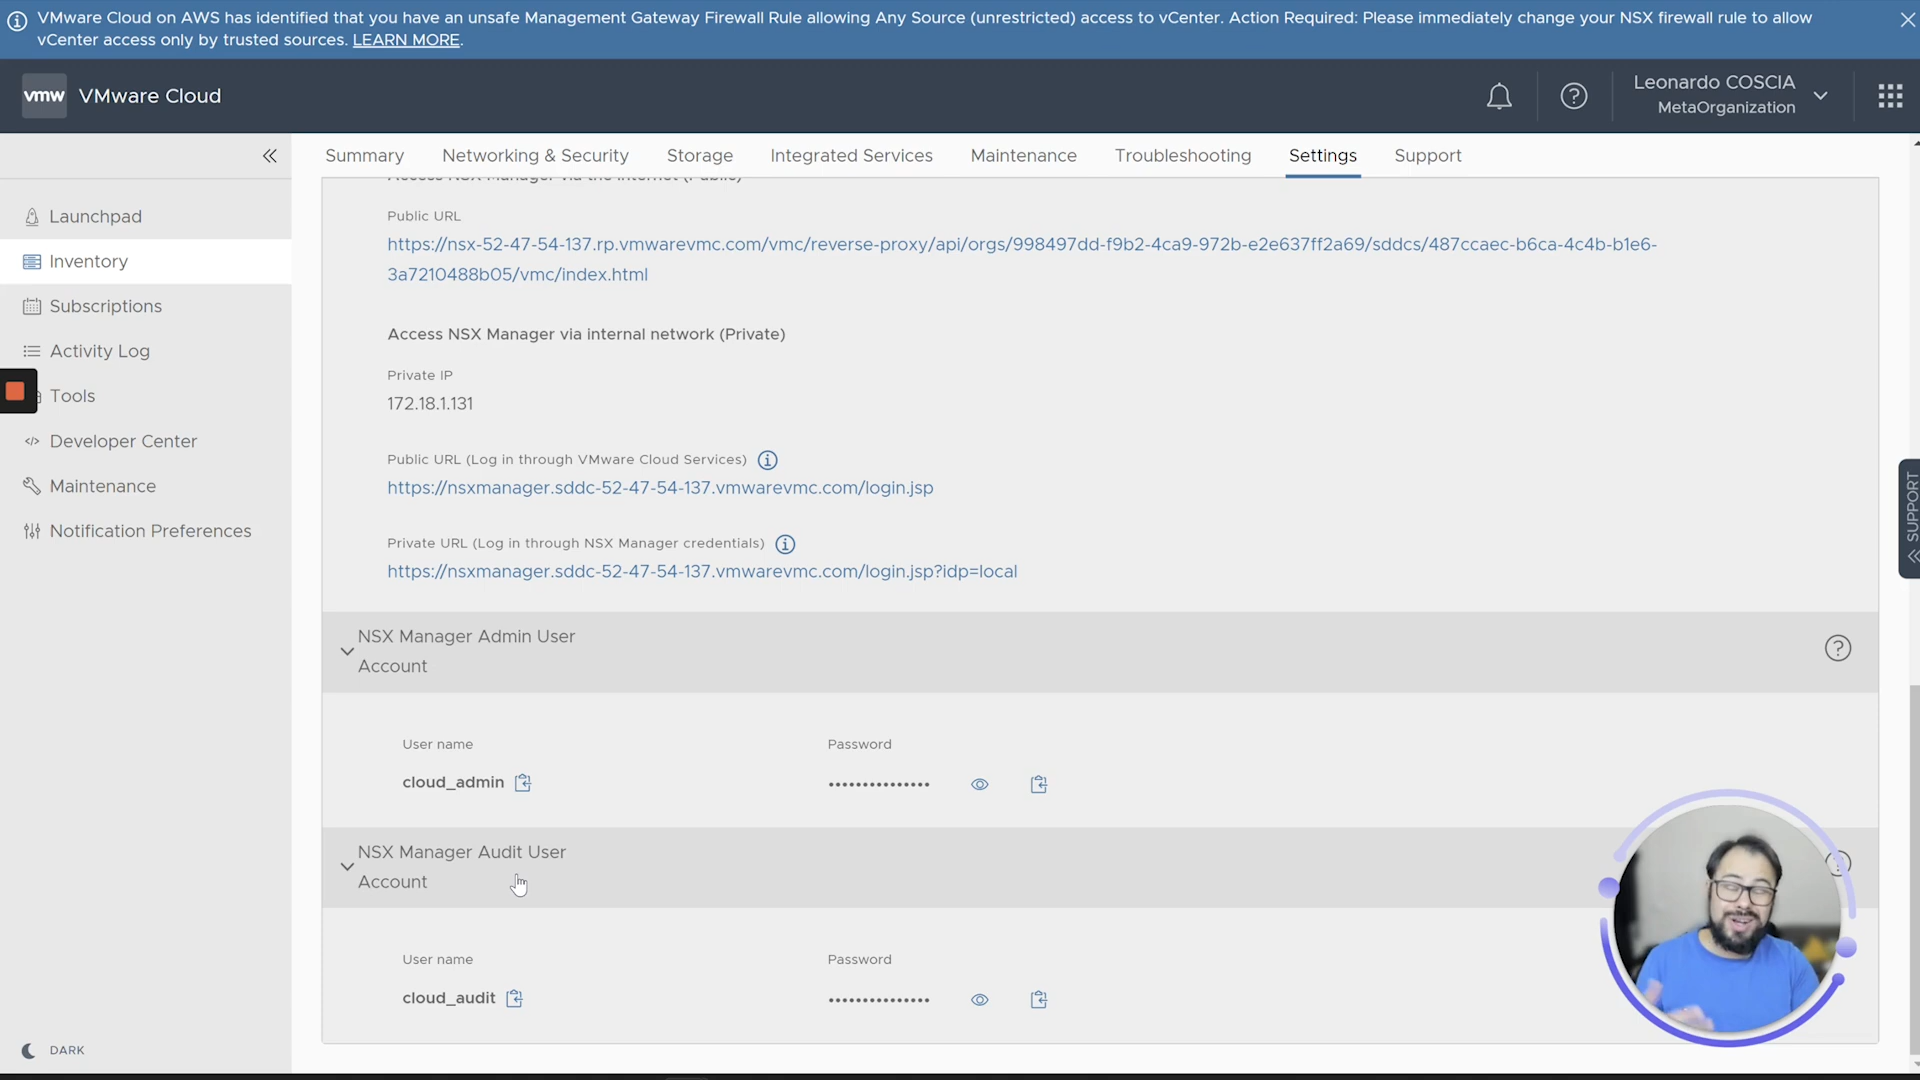 VMware Cloud on AWS has identified that you have an unsafe Management Gateway Firewall Rule allowing Any Source (unrestricted) access to vCenter. Action Required: Please immediately change your NSX firewall rule to allow
vCenter access only by trusted sources. LEARN MORE.
vmw VMware Cloud
Leonardo COSCIA
MetaOrganization
Summary Networking & Security Storage Integrated Services Maintenance Troubleshooting Settings Support
Launchpad
Inventory
Subscriptions
Activity Log
Tools
Developer Center
Maintenance
Notification Preferences
DARK
Access NSX Manager via the internet (Public)
Public URL
https://nsx-52-47-54-137.rp.vmwarevmc.com/vmc/reverse-proxy/api/orgs/998497dd-f9b2-4ca9-972b-e2e637ff2a69/sddcs/487ccaec-b6ca-4c4b-b1e6-
3a7210488b05/vmc/index.html
Access NSX Manager via internal network (Private)
Private IP
172.18.1.131
Public URL (Log in through VMware Cloud Services)
https://nsxmanager.sddc-52-47-54-137.vmwarevmc.com/login.jsp
Private URL (Log in through NSX Manager credentials)
https://nsxmanager.sddc-52-47-54-137.vmwarevmc.com/login.jsp?idp=local
NSX Manager Admin User
Account
User name Password
cloud_admin •••••••••••••••
NSX Manager Audit User
Account
User name Password
cloud_audit •••••••••••••••
SUPPORT